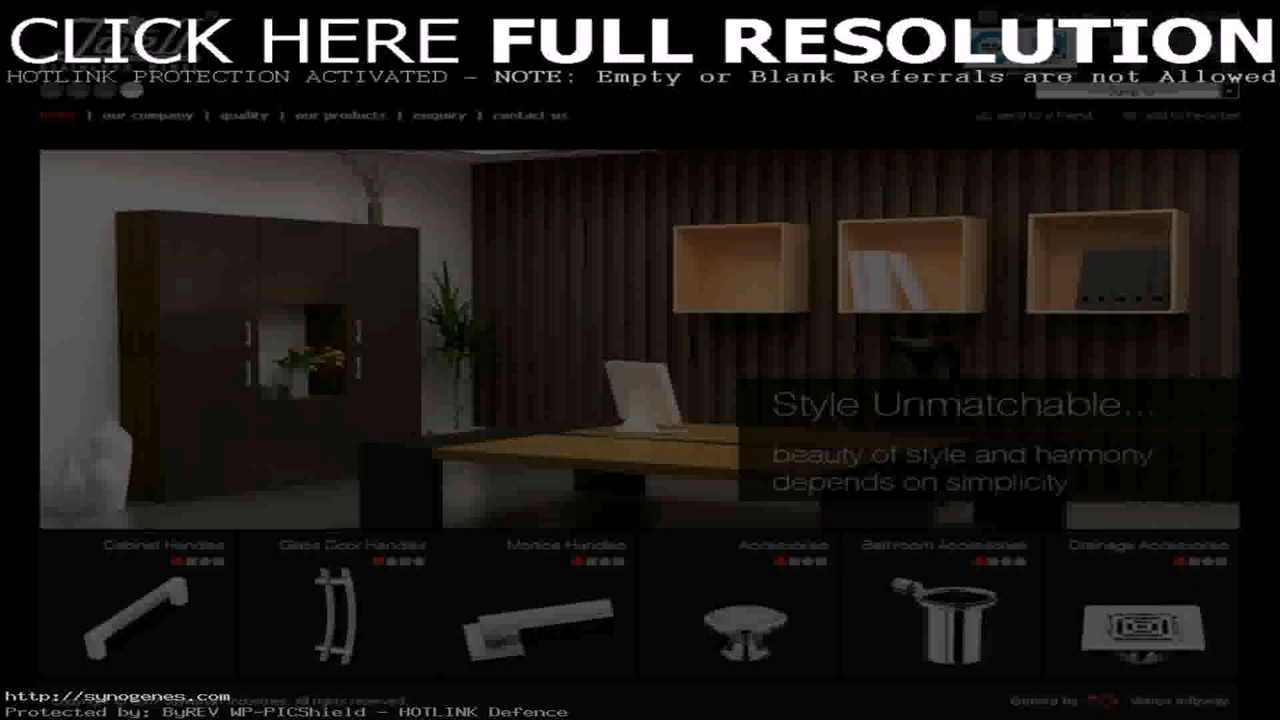 CLICK HERE FULL RESOLUTION
HOTLINK PROTECTION ACTIVATED - NOTE: Empty or Blank Referrals are not Allowed
home | our company | quality | our products | enquiry | contact us
Style Unmatchable...
beauty of style and harmony
depends on simplicity
Cabinet Handles
Glass Door Handles
Mortice Handles
Accessories
Bathroom Accessories
Drainage Accessories
http://synogenes.com
Protected by: ByREV WP-PICShield - HOTLINK Defence